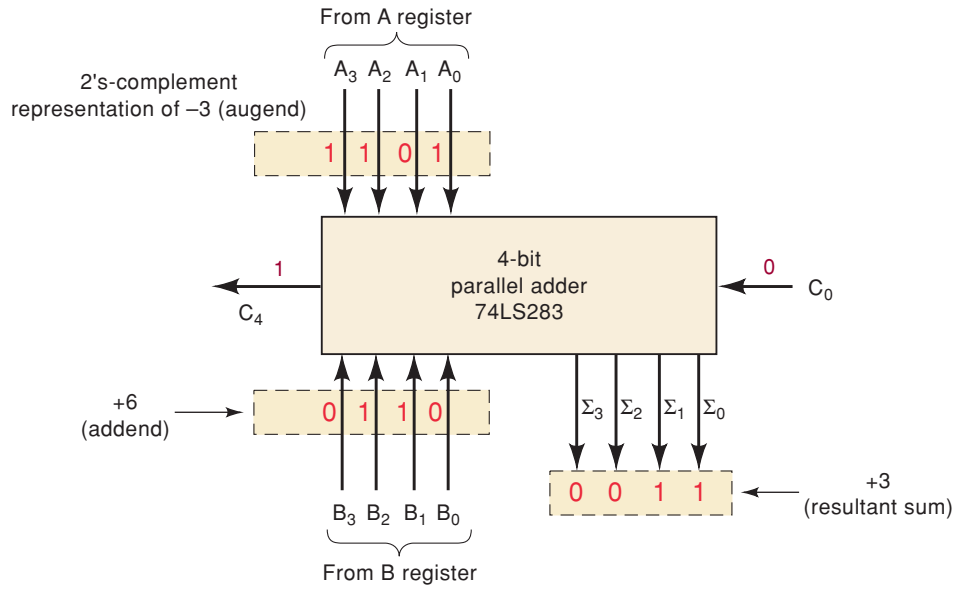 From A register
A₃ A₂ A₁ A₀
2's-complement
representation of –3 (augend)
1 1 0 1
4-bit
parallel adder
74LS283
1
C₄
0
C₀
+6
(addend)
0 1 1 0
Σ₃ Σ₂ Σ₁ Σ₀
0 0 1 1
+3
(resultant sum)
B₃ B₂ B₁ B₀
From B register